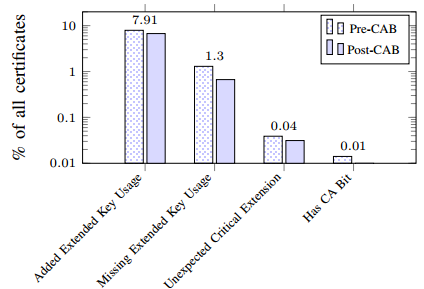 % of all certificates
10
1
0.1
0.01
7.91
1.3
0.04
0.01
Pre-CAB
Post-CAB
Added Extended Key Usage
Missing Extended Key Usage
Unexpected Critical Extension
Has CA Bit